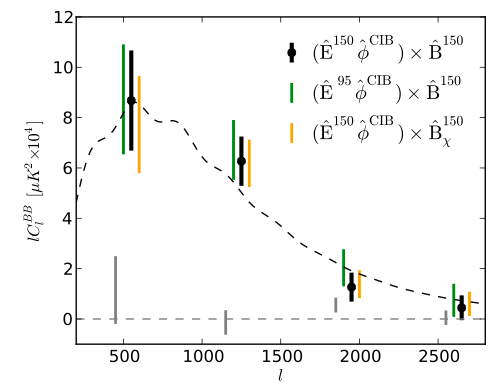 12
10
8
6
4
2
0
lC_l^{BB} [μK²×10⁴]
(Ê^{150} ϕ̂^{CIB}) × B̂^{150}
(Ê^{95} ϕ̂^{CIB}) × B̂^{150}
(Ê^{150} ϕ̂^{CIB}) × B̂_χ^{150}
500 1000 1500 2000 2500
l